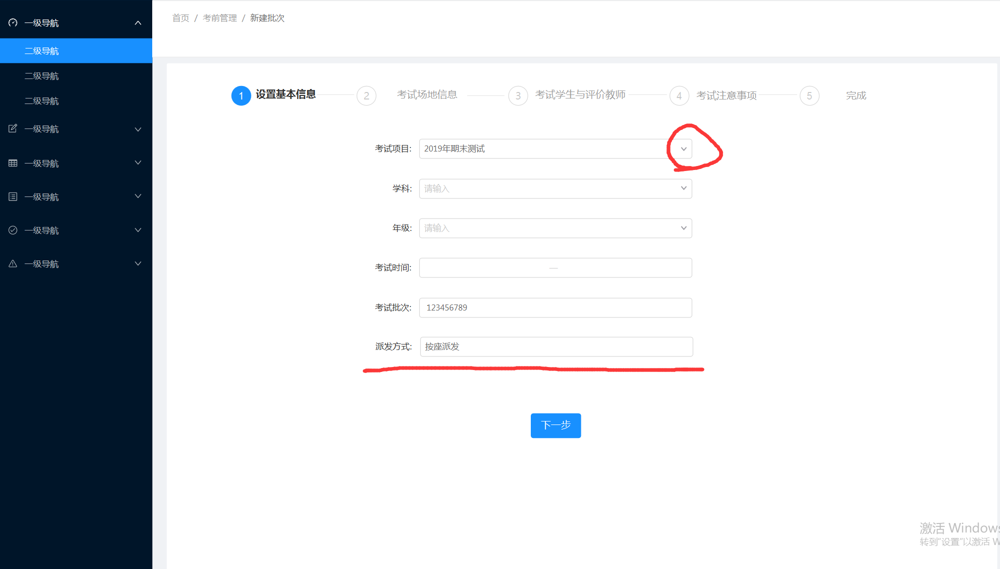 一级导航
二级导航
二级导航
二级导航
一级导航
一级导航
一级导航
一级导航
一级导航
首页 / 考前管理 / 新建批次
1 设置基本信息 2 考试场地信息 3 考试学生与评价教师 4 考试注意事项 5 完成
考试项目: 2019年期末测试
学科: 请输入
年级: 请输入
考试时间: —
考试批次: 123456789
派发方式: 按座派发
下一步
激活 Windows
转到"设置"以激活 W